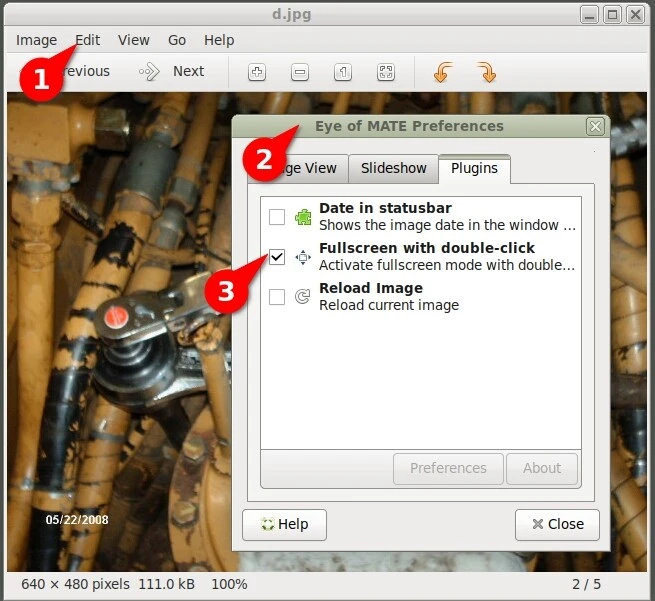 d.jpg
Image Edit View Go Help
1
revious Next
2
Eye of MATE Preferences
ge View Slideshow Plugins
Date in statusbar
Shows the image date in the window ...
Fullscreen with double-click
Activate fullscreen mode with double...
3
Reload Image
Reload current image
Preferences About
05/22/2008
Help Close
640 × 480 pixels 111.0 kB 100% 2 / 5